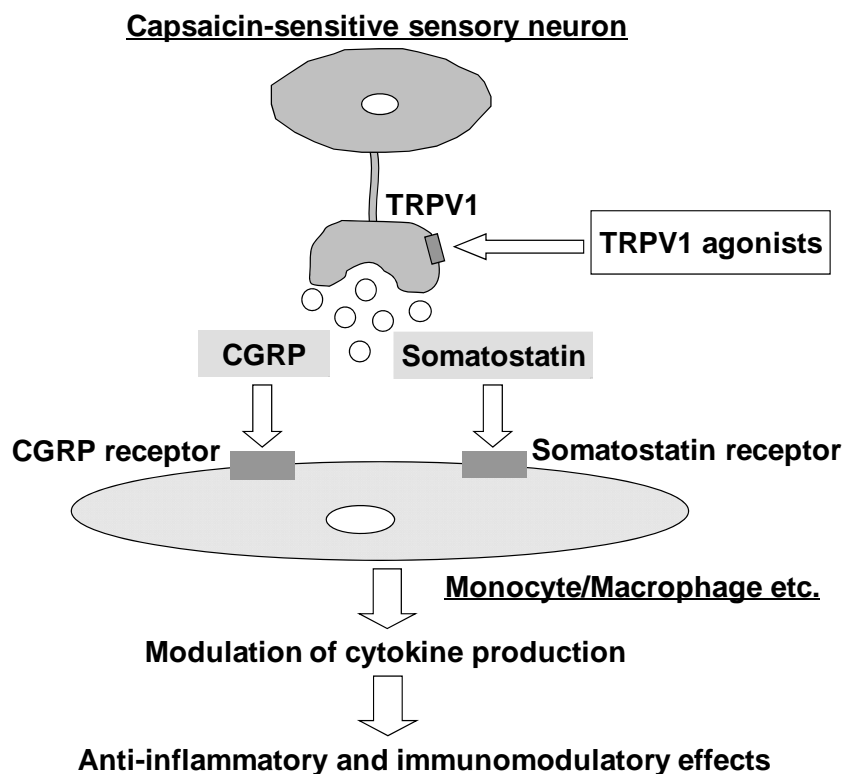 Capsaicin-sensitive sensory neuron
TRPV1
TRPV1 agonists
CGRP
Somatostatin
CGRP receptor
Somatostatin receptor
Monocyte/Macrophage etc.
Modulation of cytokine production
Anti-inflammatory and immunomodulatory effects